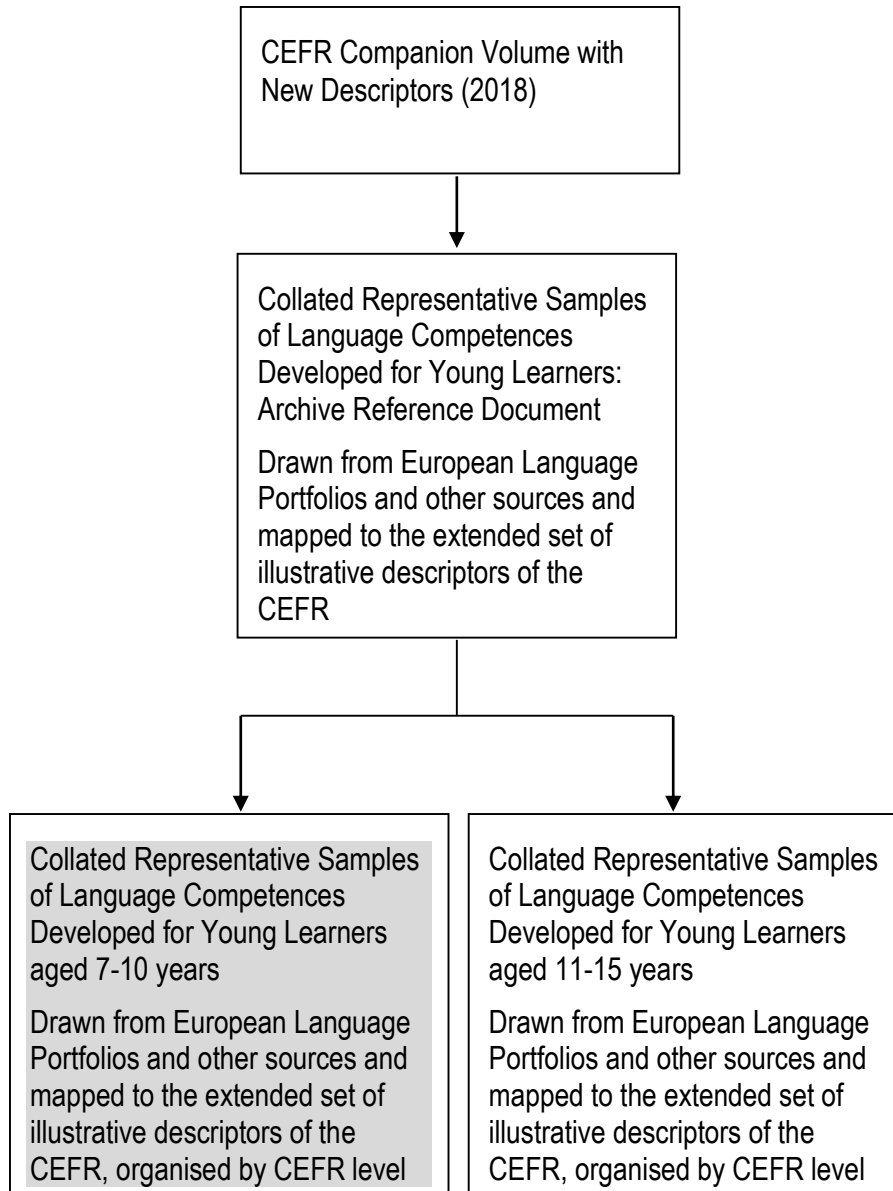 CEFR Companion Volume with
New Descriptors (2018)
Collated Representative Samples
of Language Competences
Developed for Young Learners:
Archive Reference Document
Drawn from European Language
Portfolios and other sources and
mapped to the extended set of
illustrative descriptors of the
CEFR
Collated Representative Samples
of Language Competences
Developed for Young Learners
aged 7-10 years
Drawn from European Language
Portfolios and other sources and
mapped to the extended set of
illustrative descriptors of the
CEFR, organised by CEFR level
Collated Representative Samples
of Language Competences
Developed for Young Learners
aged 11-15 years
Drawn from European Language
Portfolios and other sources and
mapped to the extended set of
illustrative descriptors of the
CEFR, organised by CEFR level